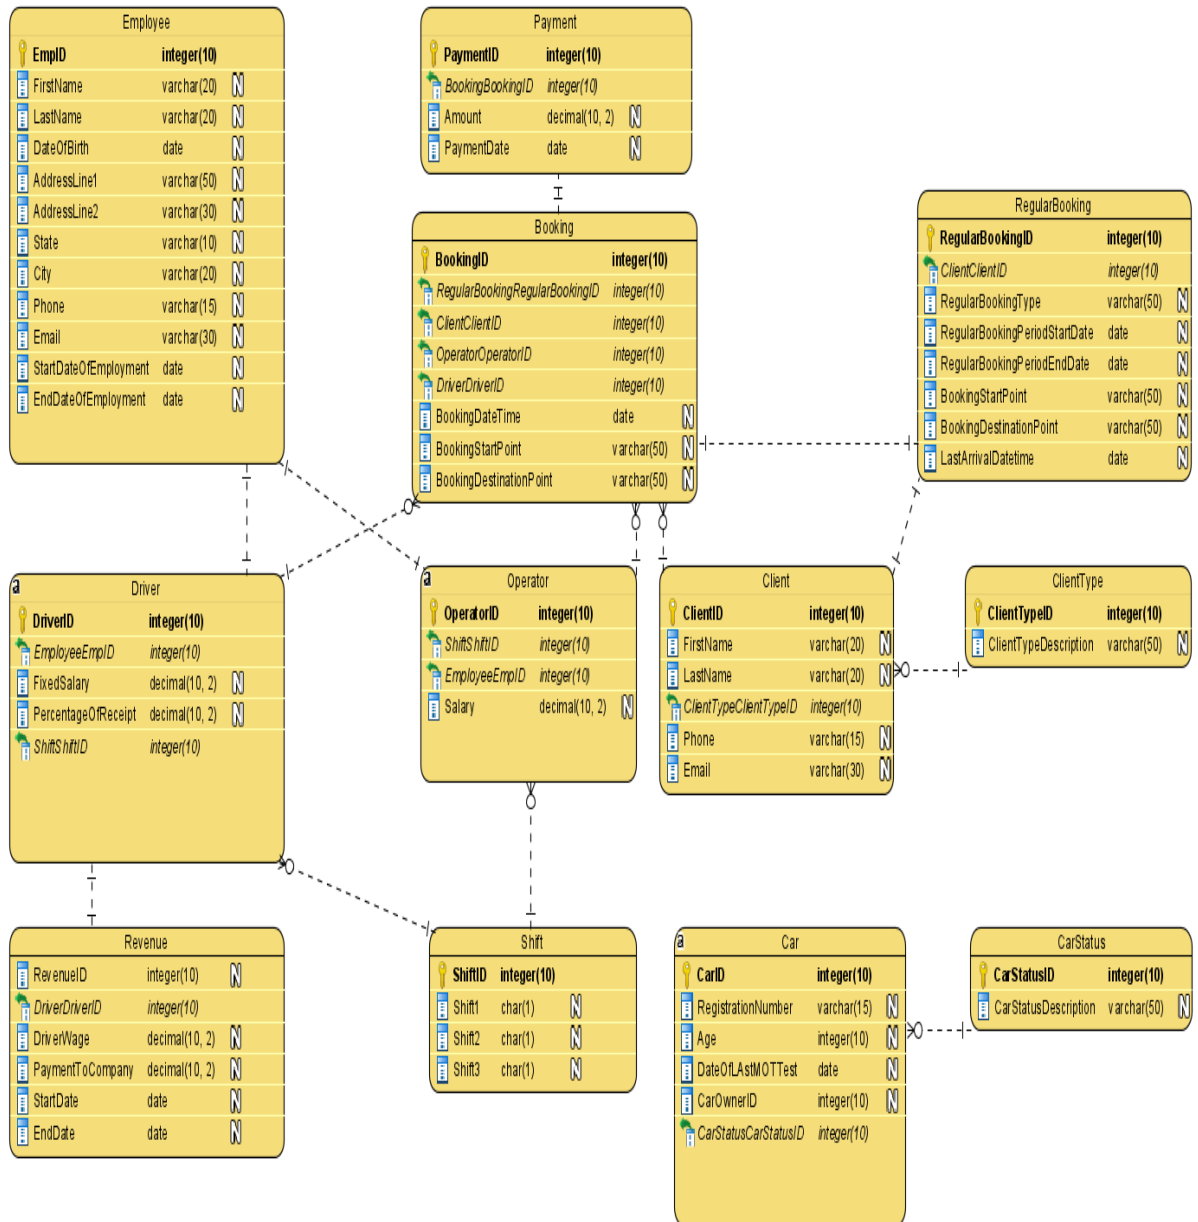 Employee
EmpID integer(10)
FirstName varchar(20) N
LastName varchar(20) N
DateOfBirth date N
AddressLine1 varchar(50) N
AddressLine2 varchar(30) N
State varchar(10) N
City varchar(20) N
Phone varchar(15) N
Email varchar(30) N
StartDateOfEmployment date N
EndDateOfEmployment date N
Payment
PaymentID integer(10)
BookingBookingID integer(10)
Amount decimal(10, 2) N
PaymentDate date N
Booking
BookingID integer(10)
RegularBookingRegularBookingID integer(10)
ClientClientID integer(10)
OperatorOperatorID integer(10)
DriverDriverID integer(10)
BookingDateTime date N
BookingStartPoint varchar(50) N
BookingDestinationPoint varchar(50) N
RegularBooking
RegularBookingID integer(10)
ClientClientID integer(10)
RegularBookingType varchar(50) N
RegularBookingPeriodStartDate date N
RegularBookingPeriodEndDate date N
BookingStartPoint varchar(50) N
BookingDestinationPoint varchar(50) N
LastArrivalDatetime date N
a
Driver
DriverID integer(10)
EmployeeEmpID integer(10)
FixedSalary decimal(10, 2) N
PercentageOfReceipt decimal(10, 2) N
ShiftShiftID integer(10)
a
Operator
OperatorID integer(10)
ShiftShiftID integer(10)
EmployeeEmpID integer(10)
Salary decimal(10, 2) N
Client
ClientID integer(10)
FirstName varchar(20) N
LastName varchar(20) N
ClientTypeClientTypeID integer(10)
Phone varchar(15) N
Email varchar(30) N
ClientType
ClientTypeID integer(10)
ClientTypeDescription varchar(50) N
Revenue
RevenueID integer(10) N
DriverDriverID integer(10)
DriverWage decimal(10, 2) N
PaymentToCompany decimal(10, 2) N
StartDate date N
EndDate date N
Shift
ShiftID integer(10)
Shift1 char(1) N
Shift2 char(1) N
Shift3 char(1) N
a
Car
CarID integer(10)
RegistrationNumber varchar(15) N
Age integer(10) N
DateOfLAstMOTTest date N
CarOwnerID integer(10) N
CarStatusCarStatusID integer(10)
CarStatus
CarStatusID integer(10)
CarStatusDescription varchar(50) N